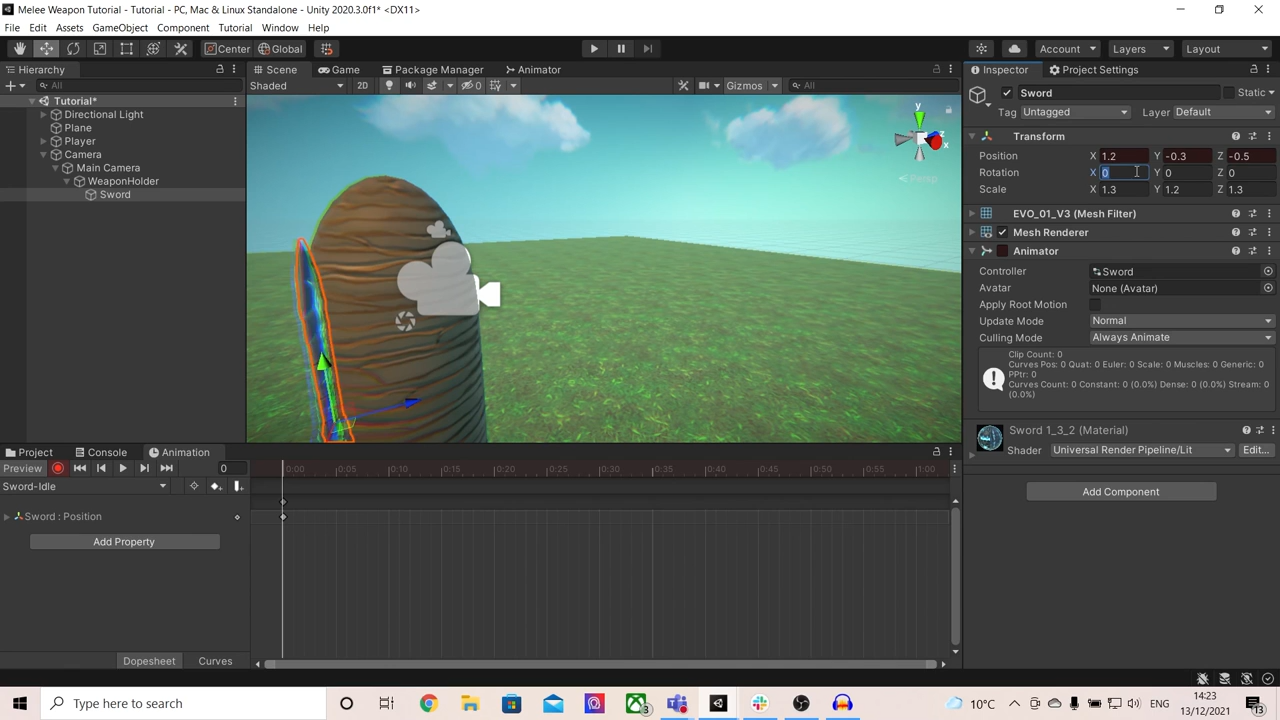 Melee Weapon Tutorial - Tutorial - PC, Mac & Linux Standalone - Unity 2020.3.0f1* <DX11>
File Edit Assets GameObject Component Tutorial Window Help
Center Global Account Layers Layout
Hierarchy Scene Game Package Manager Animator Inspector Project Settings
All Shaded 2D Gizmos All Sword Static
Tutorial* Tag Untagged Layer Default
Directional Light
Plane
Player
Camera
Main Camera
WeaponHolder
Sword
y
z
x
Persp
Transform
Position X 1.2 Y -0.3 Z -0.5
Rotation X 0 Y 0 Z 0
Scale X 1.3 Y 1.2 Z 1.3
EVO_01_V3 (Mesh Filter)
Mesh Renderer
Animator
Controller Sword
Avatar None (Avatar)
Apply Root Motion
Update Mode Normal
Culling Mode Always Animate
Clip Count: 0
Curves Pos: 0 Quat: 0 Euler: 0 Scale: 0 Muscles: 0 Generic: 0
PPtr: 0
Curves Count: 0 Constant: 0 (0.0%) Dense: 0 (0.0%) Stream: 0
(0.0%)
Sword 1_3_2 (Material)
Shader Universal Render Pipeline/Lit Edit...
Add Component
Project Console Animation
Preview 0 0:00 0:05 0:10 0:15 0:20 0:25 0:30 0:35 0:40 0:45 0:50 0:55 1:00
Sword-Idle
Sword : Position
Add Property
Dopesheet Curves
Type here to search
3
10°C
ENG
14:23
13/12/2021
13